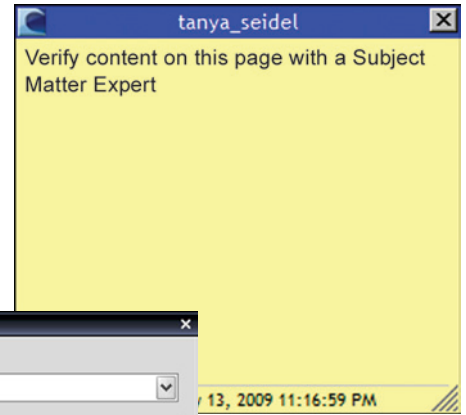 tanya_seidel
Verify content on this page with a Subject
Matter Expert
13, 2009 11:16:59 PM